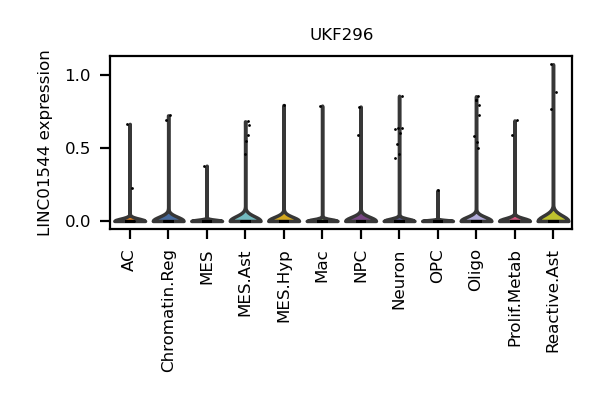 UKF296
LINC01544 expression
1.0
0.5
0.0
AC
Chromatin.Reg
MES
MES.Ast
MES.Hyp
Mac
NPC
Neuron
OPC
Oligo
Prolif.Metab
Reactive.Ast